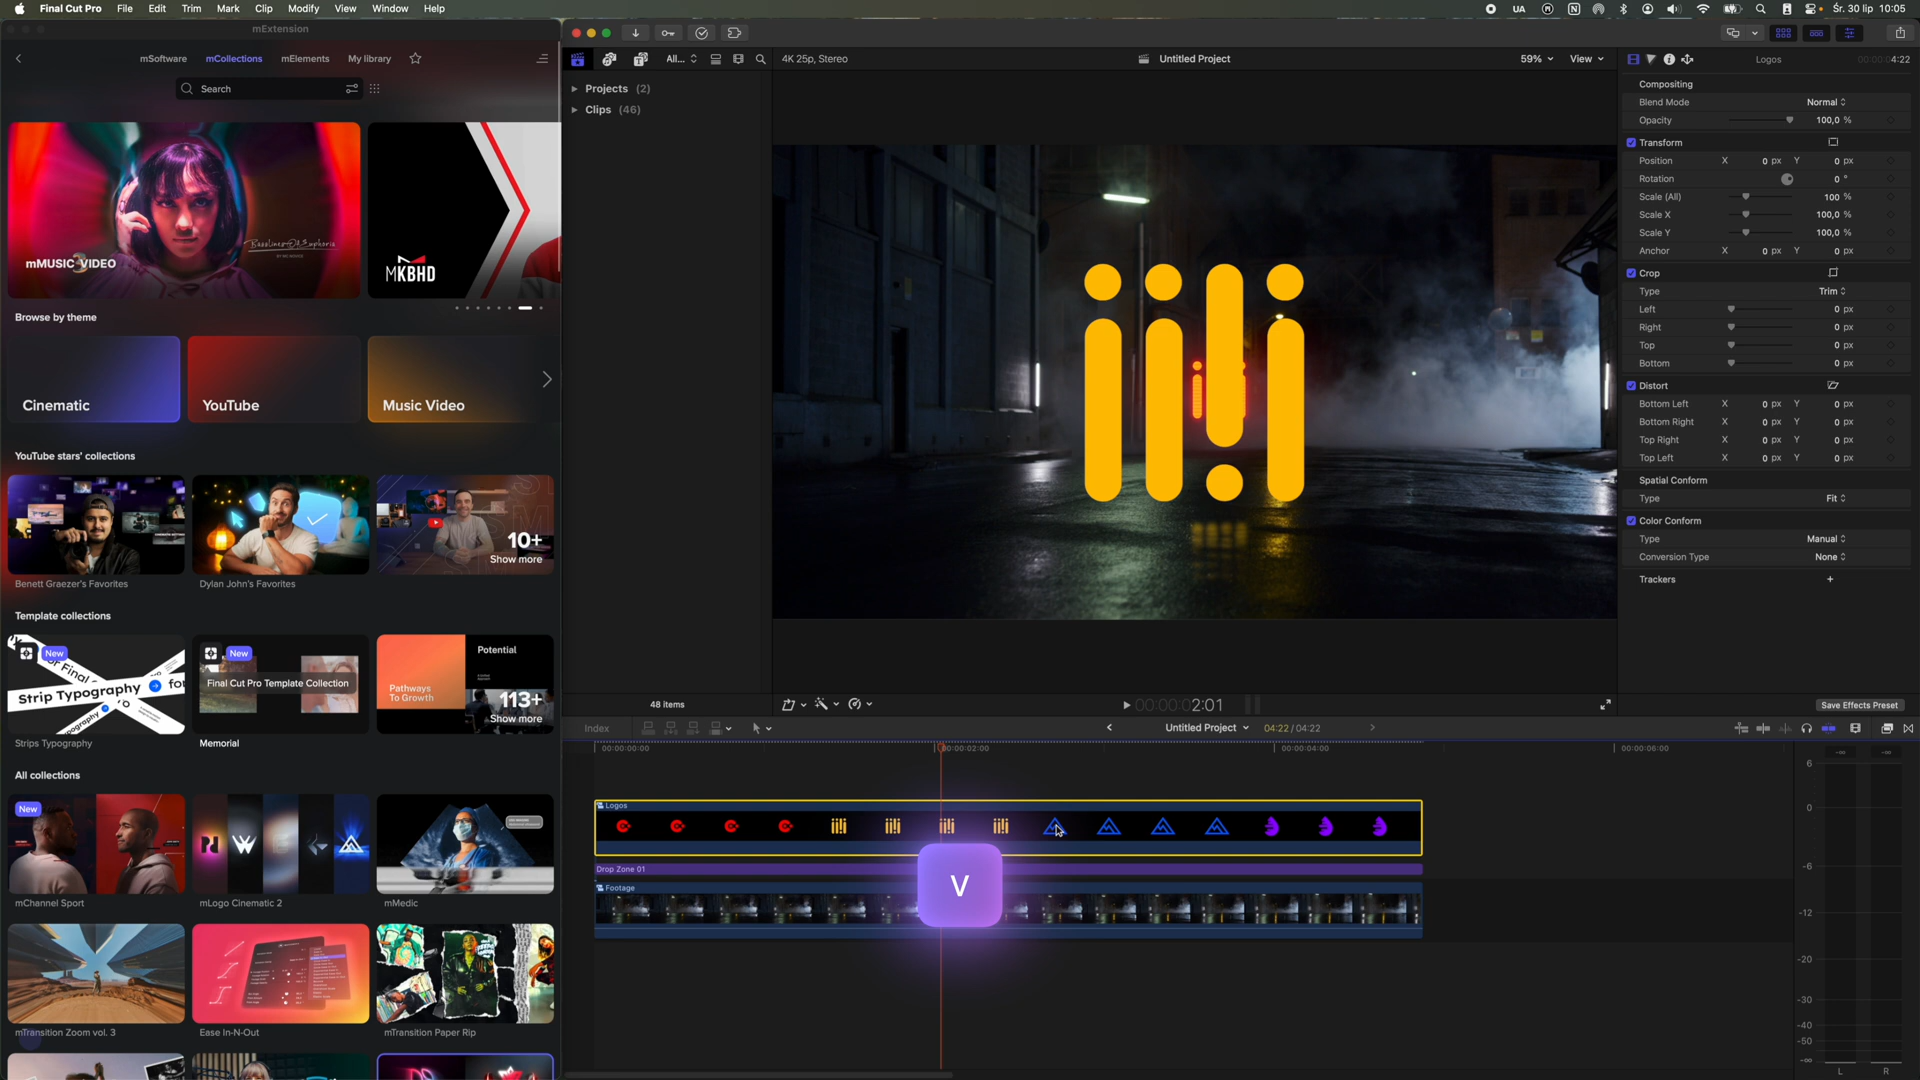 Final Cut Pro File Edit Trim Mark Clip Modify View Window Help
UA
Śr. 30 lip 10:05
mExtension
mSoftware mCollections mElements My library
Search
mMUSIC VIDEO
MKBHD
Browse by theme
Cinematic
YouTube
Music Video
YouTube stars' collections
10+
Show more
Benett Graezer's Favorites
Dylan John's Favorites
Template collections
New
Strip Typography
New
Final Cut Pro Template Collection
Potential
Pathways
To Growth
113+
Show more
Strips Typography
Memorial
All collections
New
mChannel Sport
mLogo Cinematic 2
mMedic
mTransition Zoom vol. 3
Ease In-N-Out
mTransition Paper Rip
All...
Projects (2)
Clips (46)
48 items
4K 25p, Stereo
Untitled Project
59%
View
00:00:00:02:01
Logos
00:00:00:04:22
Compositing
Blend Mode Normal
Opacity 100,0 %
Transform
Position X 0 px Y 0 px
Rotation 0 °
Scale (All) 100 %
Scale X 100,0 %
Scale Y 100,0 %
Anchor X 0 px Y 0 px
Crop
Type Trim
Left 0 px
Right 0 px
Top 0 px
Bottom 0 px
Distort
Bottom Left X 0 px Y 0 px
Bottom Right X 0 px Y 0 px
Top Right X 0 px Y 0 px
Top Left X 0 px Y 0 px
Spatial Conform
Type Fit
Color Conform
Type Manual
Conversion Type None
Trackers +
Save Effects Preset
Index
Untitled Project 04:22 / 04:22
00:00:00:00
00:00:02:00
00:00:04:00
00:00:06:00
Logos
Drop Zone 01
Footage
V
6
0
-6
-12
-20
-30
-40
-50
-∞
L R